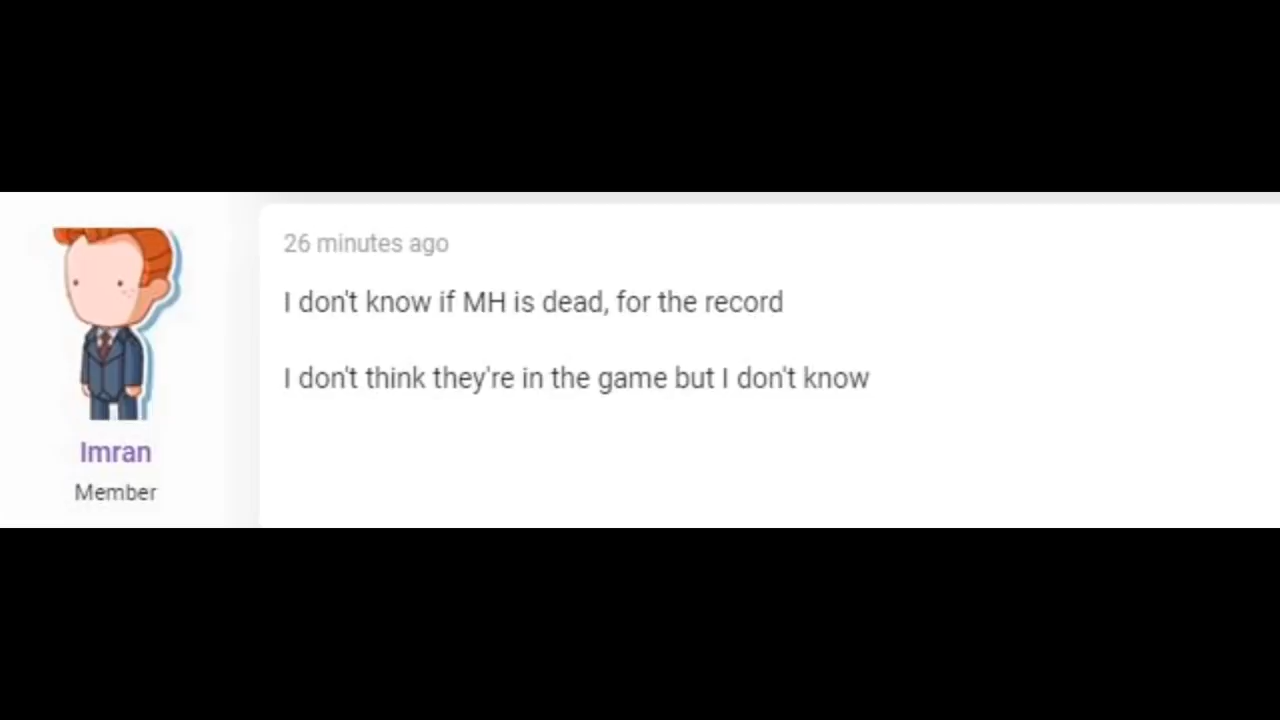 26 minutes ago
I don't know if MH is dead, for the record
I don't think they're in the game but I don't know
Imran
Member